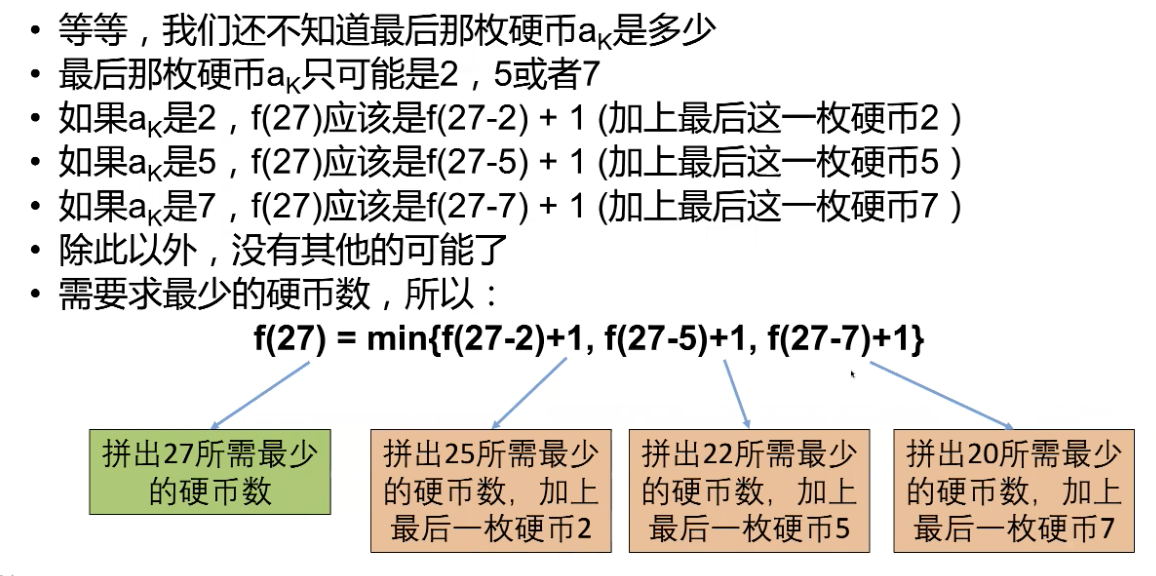 • 等等，我们还不知道最后那枚硬币aK是多少
• 最后那枚硬币aK只可能是2，5或者7
• 如果aK是2，f(27)应该是f(27-2) + 1 (加上最后这一枚硬币2）
• 如果aK是5，f(27)应该是f(27-5) + 1 (加上最后这一枚硬币5）
• 如果aK是7，f(27)应该是f(27-7) + 1 (加上最后这一枚硬币7）
• 除此以外，没有其他的可能了
• 需要求最少的硬币数，所以：
f(27) = min{f(27-2)+1, f(27-5)+1, f(27-7)+1}
拼出27所需最少
的硬币数
拼出25所需最少
的硬币数，加上
最后一枚硬币2
拼出22所需最少
的硬币数，加上
最后一枚硬币5
拼出20所需最少
的硬币数，加上
最后一枚硬币7